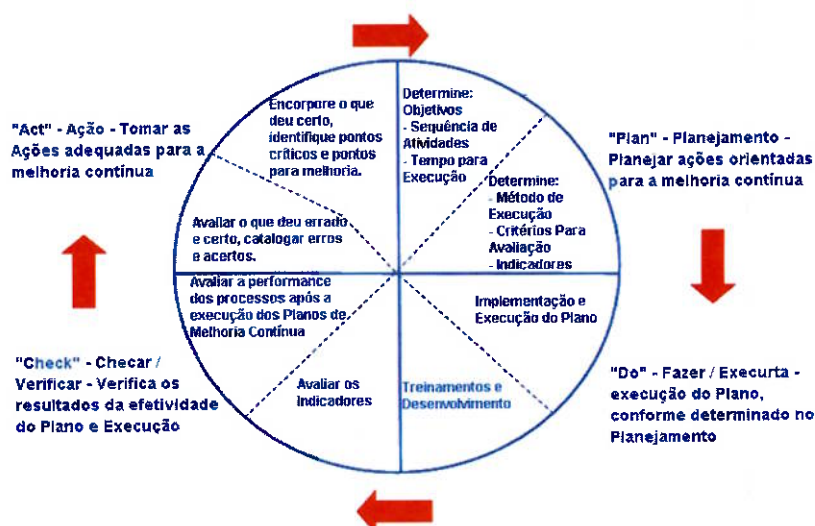 "Act" - Ação - Tomar as
Ações adequadas para a
melhoria contínua
Encorpore o que
deu certo,
identifique pontos
críticos e pontos
para melhoria.
Avaliar o que deu errado
e certo, catalogar erros
e acertos.
Determine:
Objetivos
- Sequência de
Atividades
- Tempo para
Execução
Determine:
- Método de
Execução
- Critérios Para
Avaliação
- Indicadores
"Plan" - Planejamento -
Planejar ações orientadas
para a melhoria contínua
Implementação e
Execução do Plano
Treinamentos e
Desenvolvimento
"Do" - Fazer / Executa -
execução do Plano,
conforme determinado no
Planejamento
Avaliar a performance
dos processos após a
execução dos Planos de
Melhoria Contínua
Avaliar os
Indicadores
"Check" - Checar /
Verificar - Verifica os
resultados da efetividade
do Plano e Execução